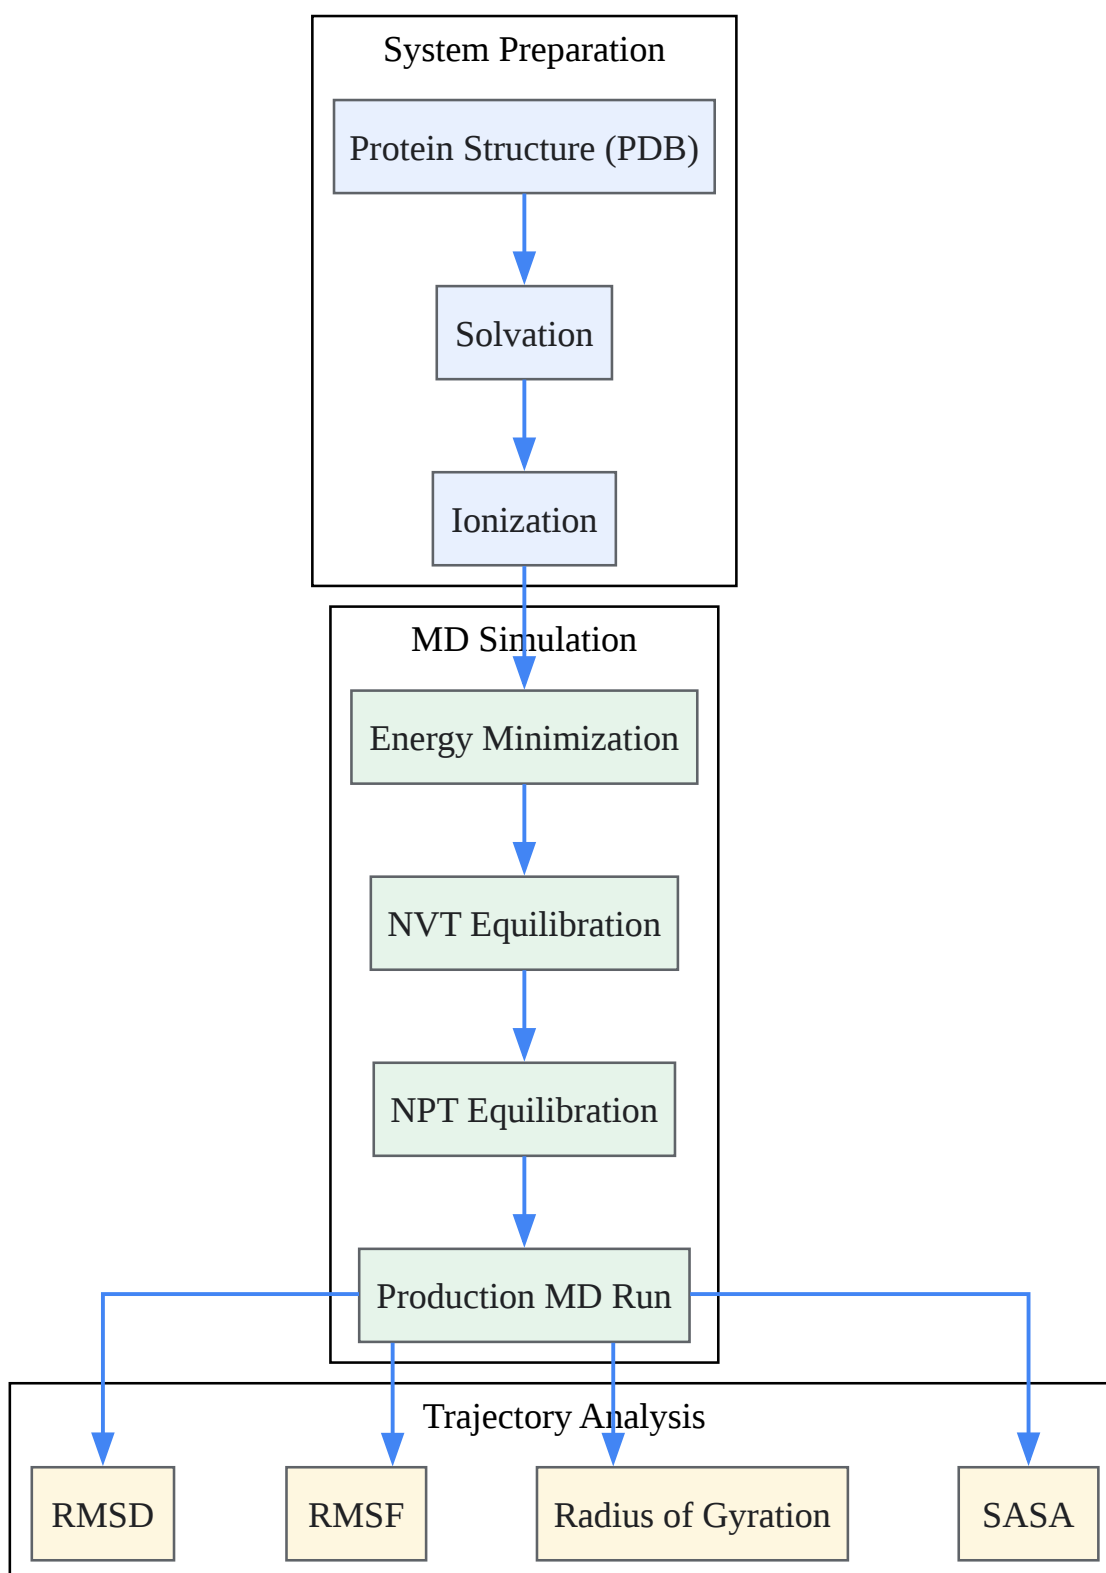 System Preparation
Protein Structure (PDB)
Solvation
Ionization
MD Simulation
Energy Minimization
NVT Equilibration
NPT Equilibration
Production MD Run
Trajectory Analysis
RMSD
RMSF
Radius of Gyration
SASA